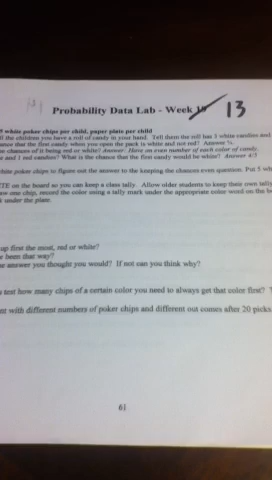 Probability Data Lab - Week 13
5 white poker chips per child, paper plate per child
ll the children you have a roll of candy in your hand. Tell them the roll has 3 white candies and
ance that the first candy when you open the pack is white and not red? Answer ¾.
he chances of it being red or white? Answer: Have an even number of each color of candy.
e and 1 red candies? What is the chance that the first candy would be white? Answer 4/5
white poker chips to figure out the answer to the keeping the chances even question. Put 5 wh
TE on the board so you can keep a class tally. Allow older students to keep their own tally
aw one chip, record the color using a tally mark under the appropriate color word on the bo
k under the plate.
up first the most, red or white?
e been that way?
he answer you thought you would? If not can you think why?
o test how many chips of a certain color you need to always get that color first?
nt with different numbers of poker chips and different out comes after 20 picks.
61